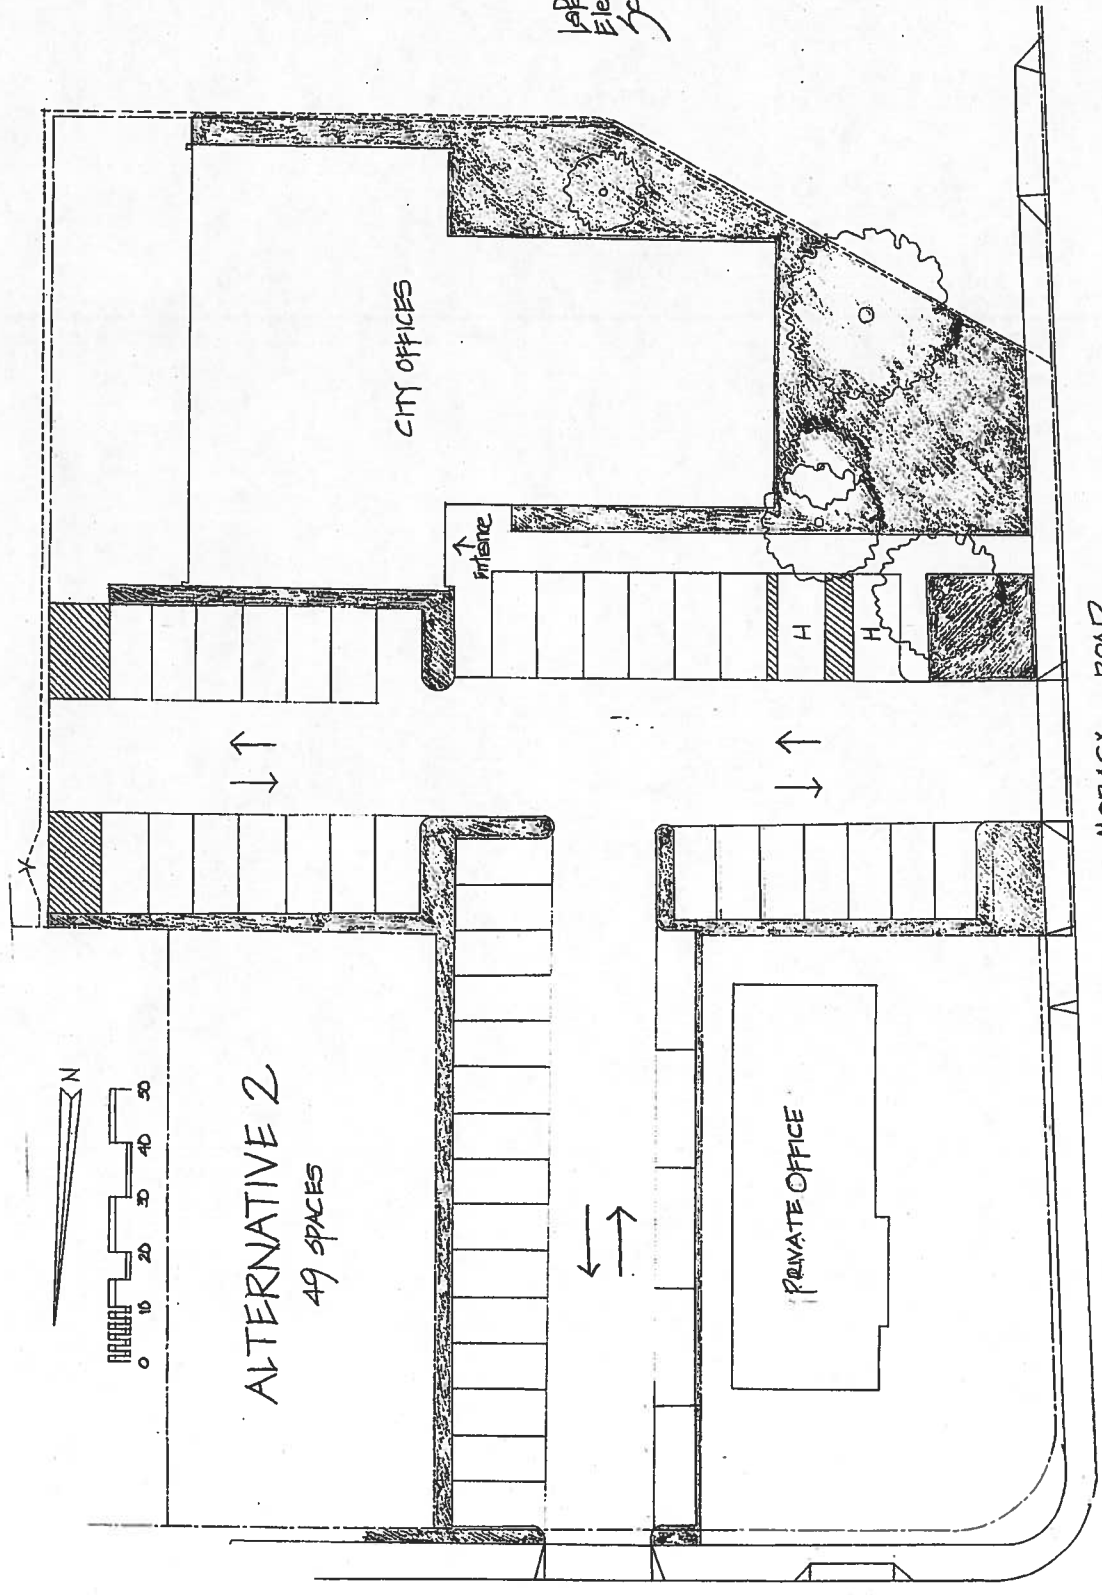 ALTERNATIVE 2
49 SPACES
N
0 10 20 30 40 50
CITY OFFICES
Entrance
H
H
PRIVATE OFFICE
ROAD